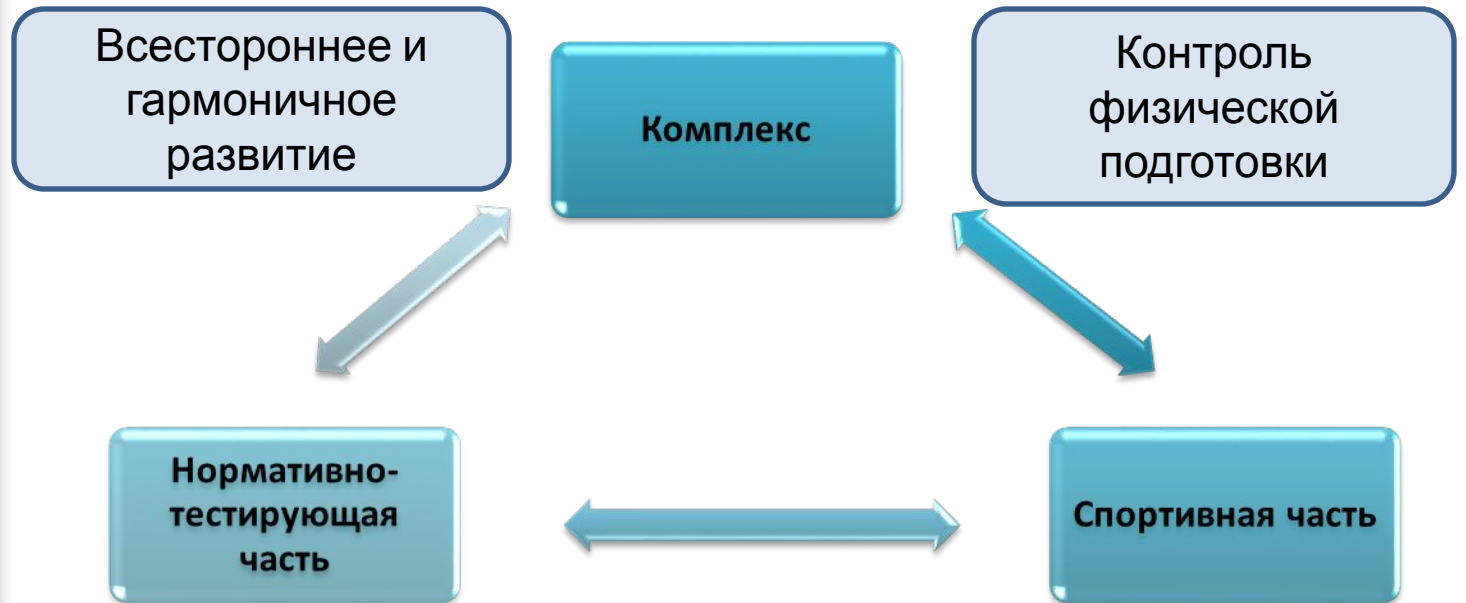 Всестороннее и
гармоничное
развитие
Комплекс
Контроль
физической
подготовки
Нормативно-
тестирующая
часть
Спортивная часть